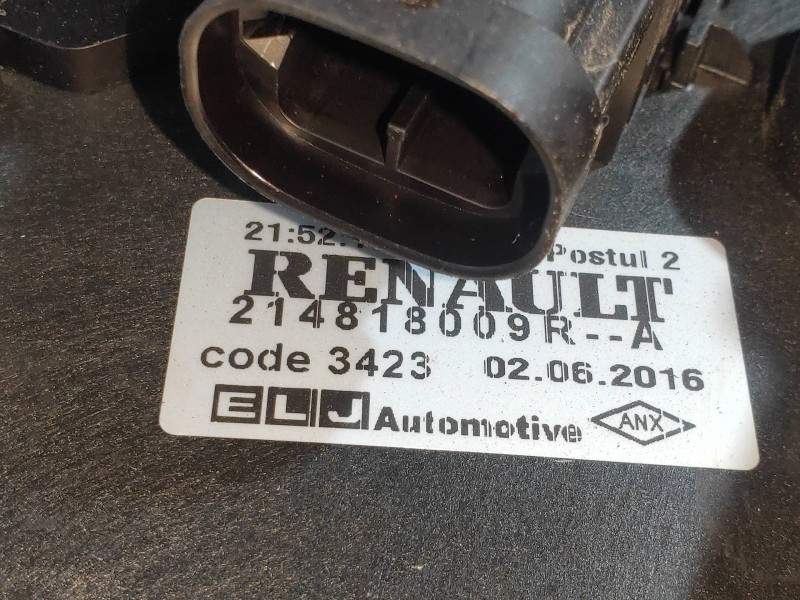 21:52: Postul 2
RENAULT
214818009R--A
code 3423 02.06.2016
ELJ Automotive ANX